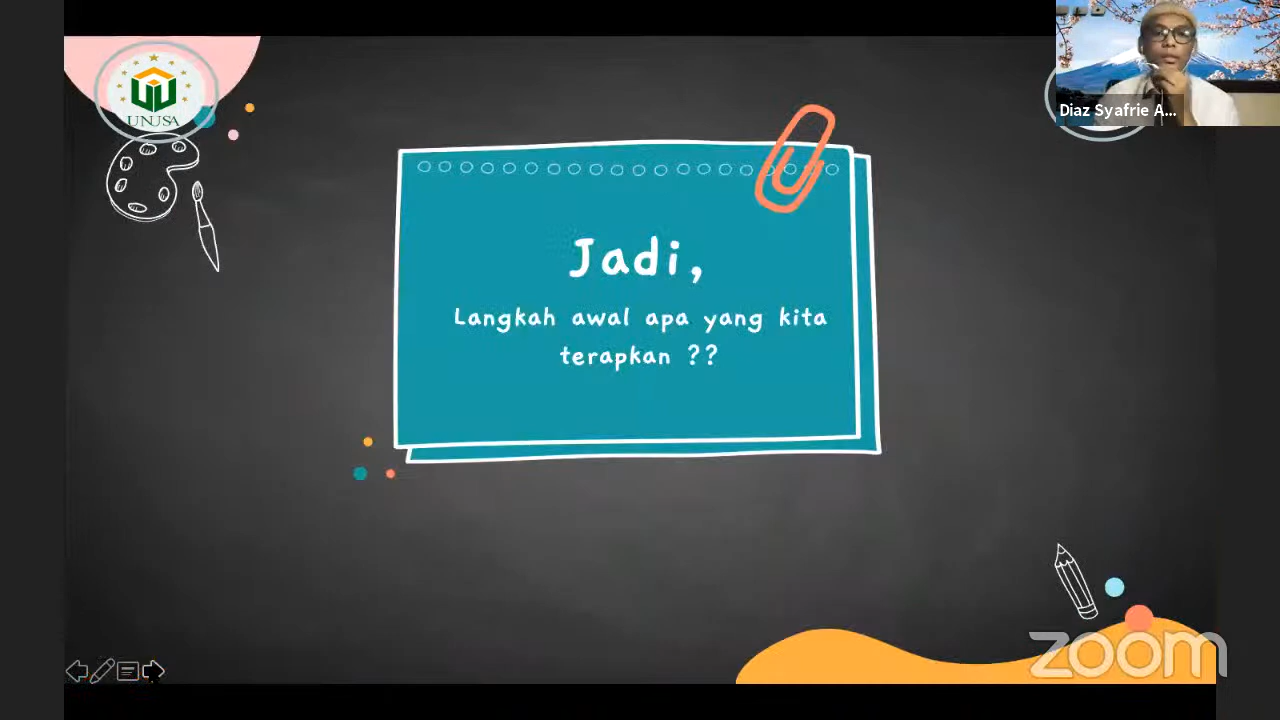 UNUSA
Diaz Syafrie A...
Jadi,
Langkah awal apa yang kita
terapkan ??
zoom